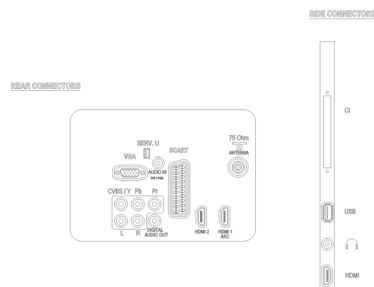 SIDE CONNECTORS
REAR CONNECTORS
SERV. U
VGA
SCART
75 Ohm
ANTENNA
AUDIO IN
CVBS / Y Pb Pr
L R
DIGITAL
AUDIO OUT
HDMI 2
HDMI 1
ARC
CI
USB
HDMI